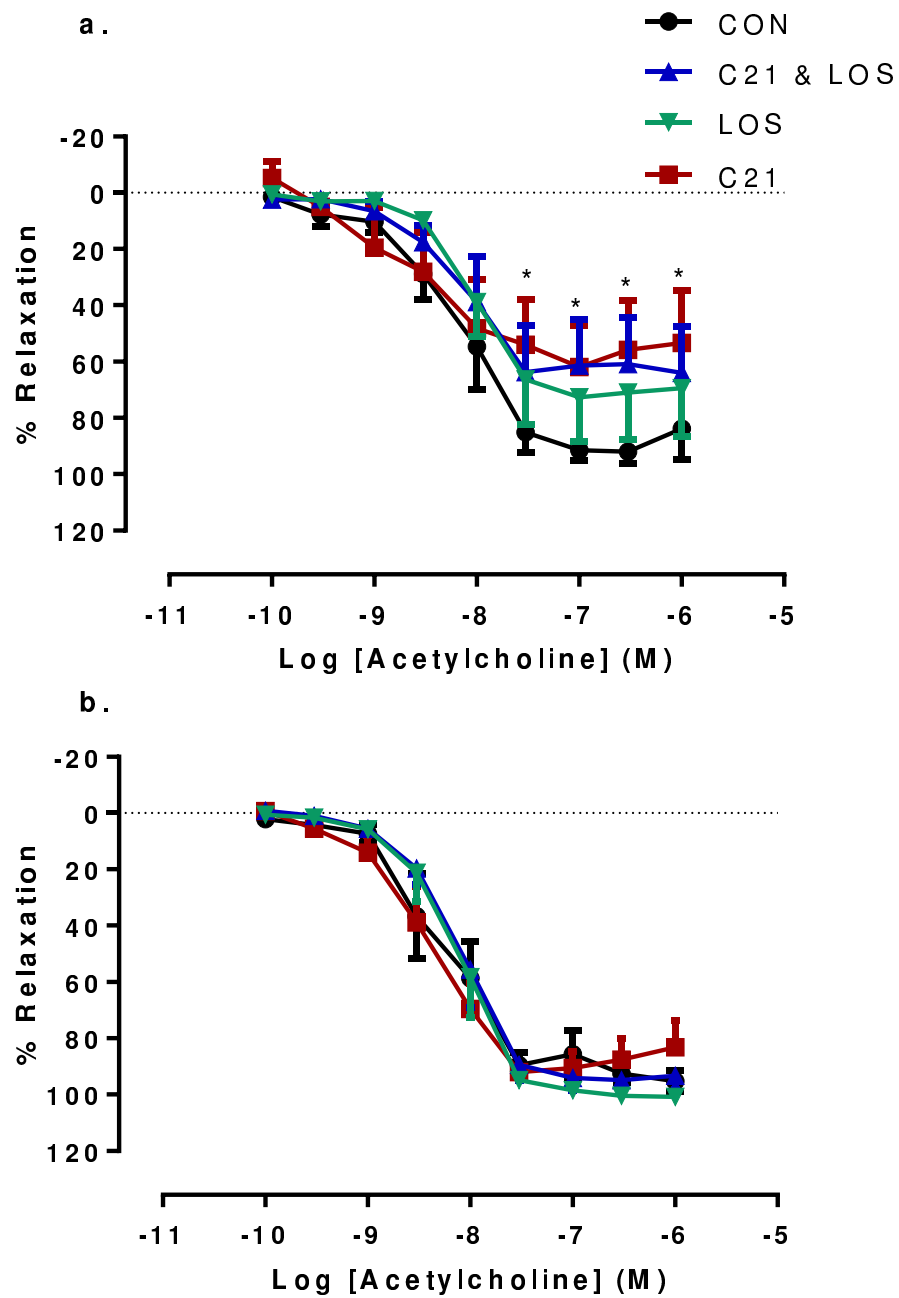 a.
CON
C21 & LOS
LOS
C21
% Relaxation
-20
0
20
40
60
80
100
120
* * * *
-11 -10 -9 -8 -7 -6 -5
Log [Acetylcholine] (M)
b.
% Relaxation
-20
0
20
40
60
80
100
120
-11 -10 -9 -8 -7 -6 -5
Log [Acetylcholine] (M)